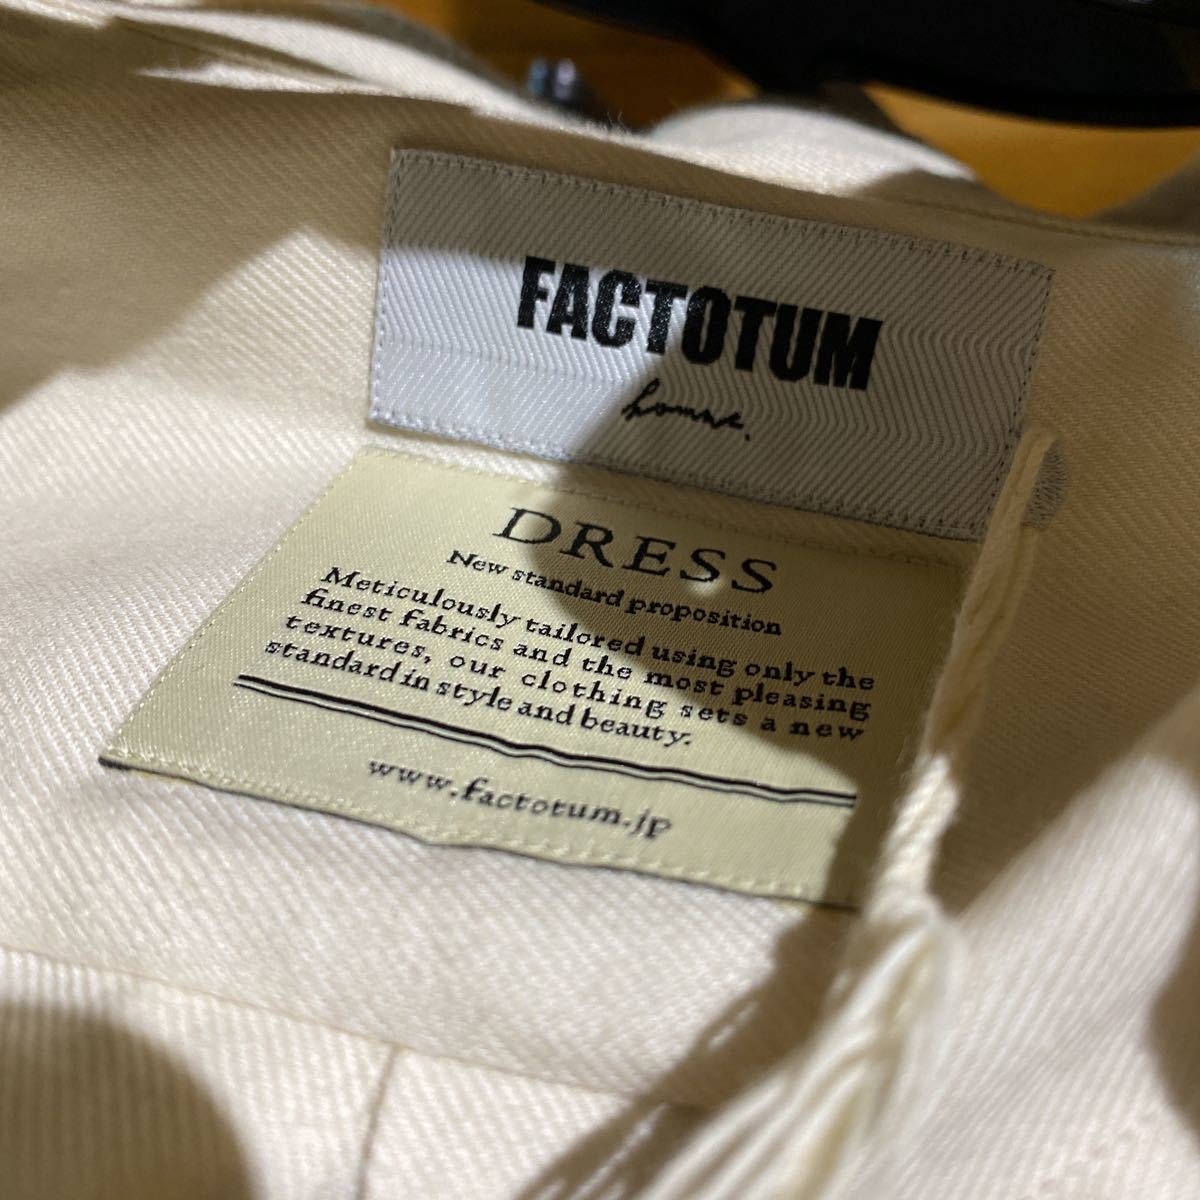 FACTOTUM
homme.
DRESS
New standard proposition
Meticulously tailored using only the
finest fabrics and the most pleasing
textures, our clothing sets a new
standard in style and beauty.
www.factotum.jp